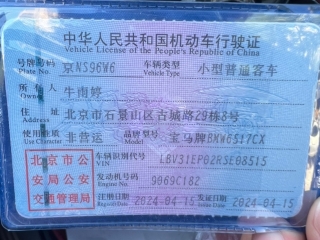 中华人民共和国机动车行驶证
Vehicle License of the People's Republic of China
号牌号码 Plate No. 京NS96W6 车辆类型 Vehicle Type 小型普通客车
所有人 Owner 牛雨婷
住址 北京市石景山区古城路29栋8号
使用性质 Use Character 非营运 品牌型号 宝马牌BKW6517CX
北京市公安局公安交通管理局
车辆识别代号 VIN LBV31EP02RSE08515
发动机号码 Engine No. 9069C182
注册日期 2024-04-15 发证日期 2024-04-15